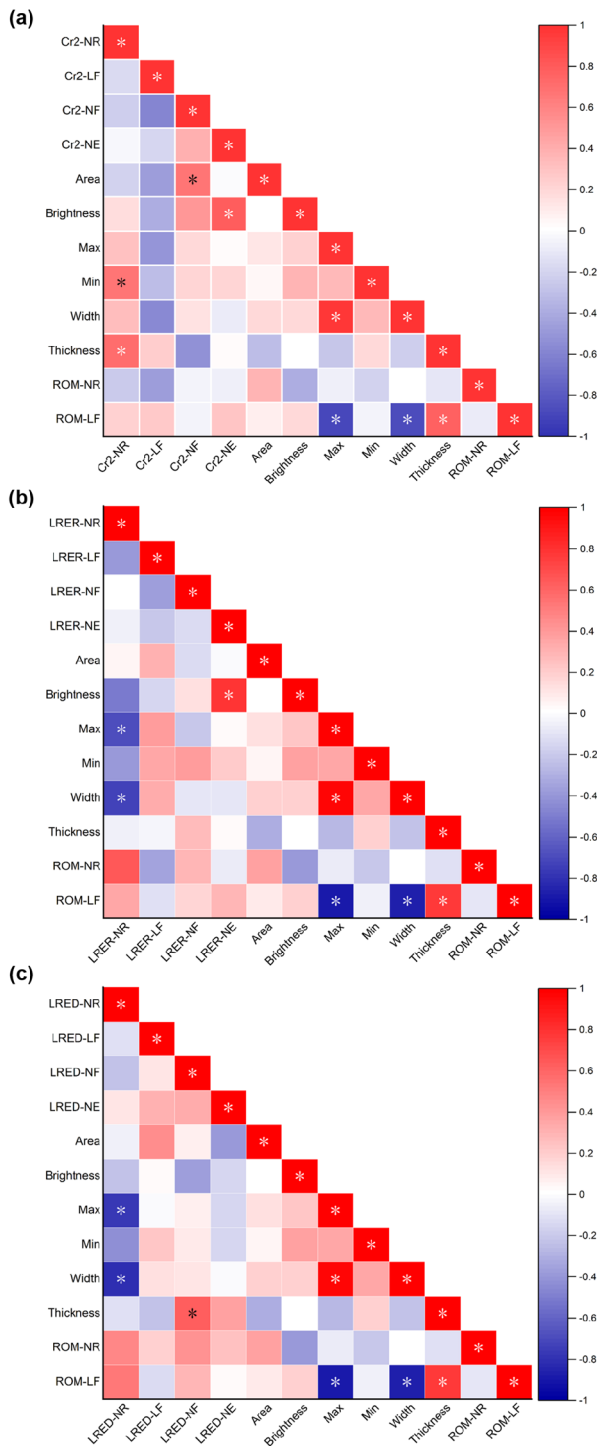 (a)
Cr2-NR
*
Cr2-LF
*
Cr2-NF
*
Cr2-NE
*
Area
* *
Brightness
* *
Max
*
Min
* *
Width
* *
Thickness
* *
ROM-NR
*
ROM-LF
* * * *
Cr2-NR Cr2-LF Cr2-NF Cr2-NE Area Brightness Max Min Width Thickness ROM-NR ROM-LF
1
0.8
0.6
0.4
0.2
0
-0.2
-0.4
-0.6
-0.8
-1
(b)
LRER-NR
*
LRER-LF
*
LRER-NF
*
LRER-NE
*
Area
*
Brightness
* *
Max
* *
Min
*
Width
* * *
Thickness
*
ROM-NR
*
ROM-LF
* * * *
LRER-NR LRER-LF LRER-NF LRER-NE Area Brightness Max Min Width Thickness ROM-NR ROM-LF
1
0.8
0.6
0.4
0.2
0
-0.2
-0.4
-0.6
-0.8
-1
(c)
LRED-NR
*
LRED-LF
*
LRED-NF
*
LRED-NE
*
Area
*
Brightness
*
Max
* *
Min
*
Width
* * *
Thickness
* *
ROM-NR
*
ROM-LF
* * * *
LRED-NR LRED-LF LRED-NF LRED-NE Area Brightness Max Min Width Thickness ROM-NR ROM-LF
1
0.8
0.6
0.4
0.2
0
-0.2
-0.4
-0.6
-0.8
-1